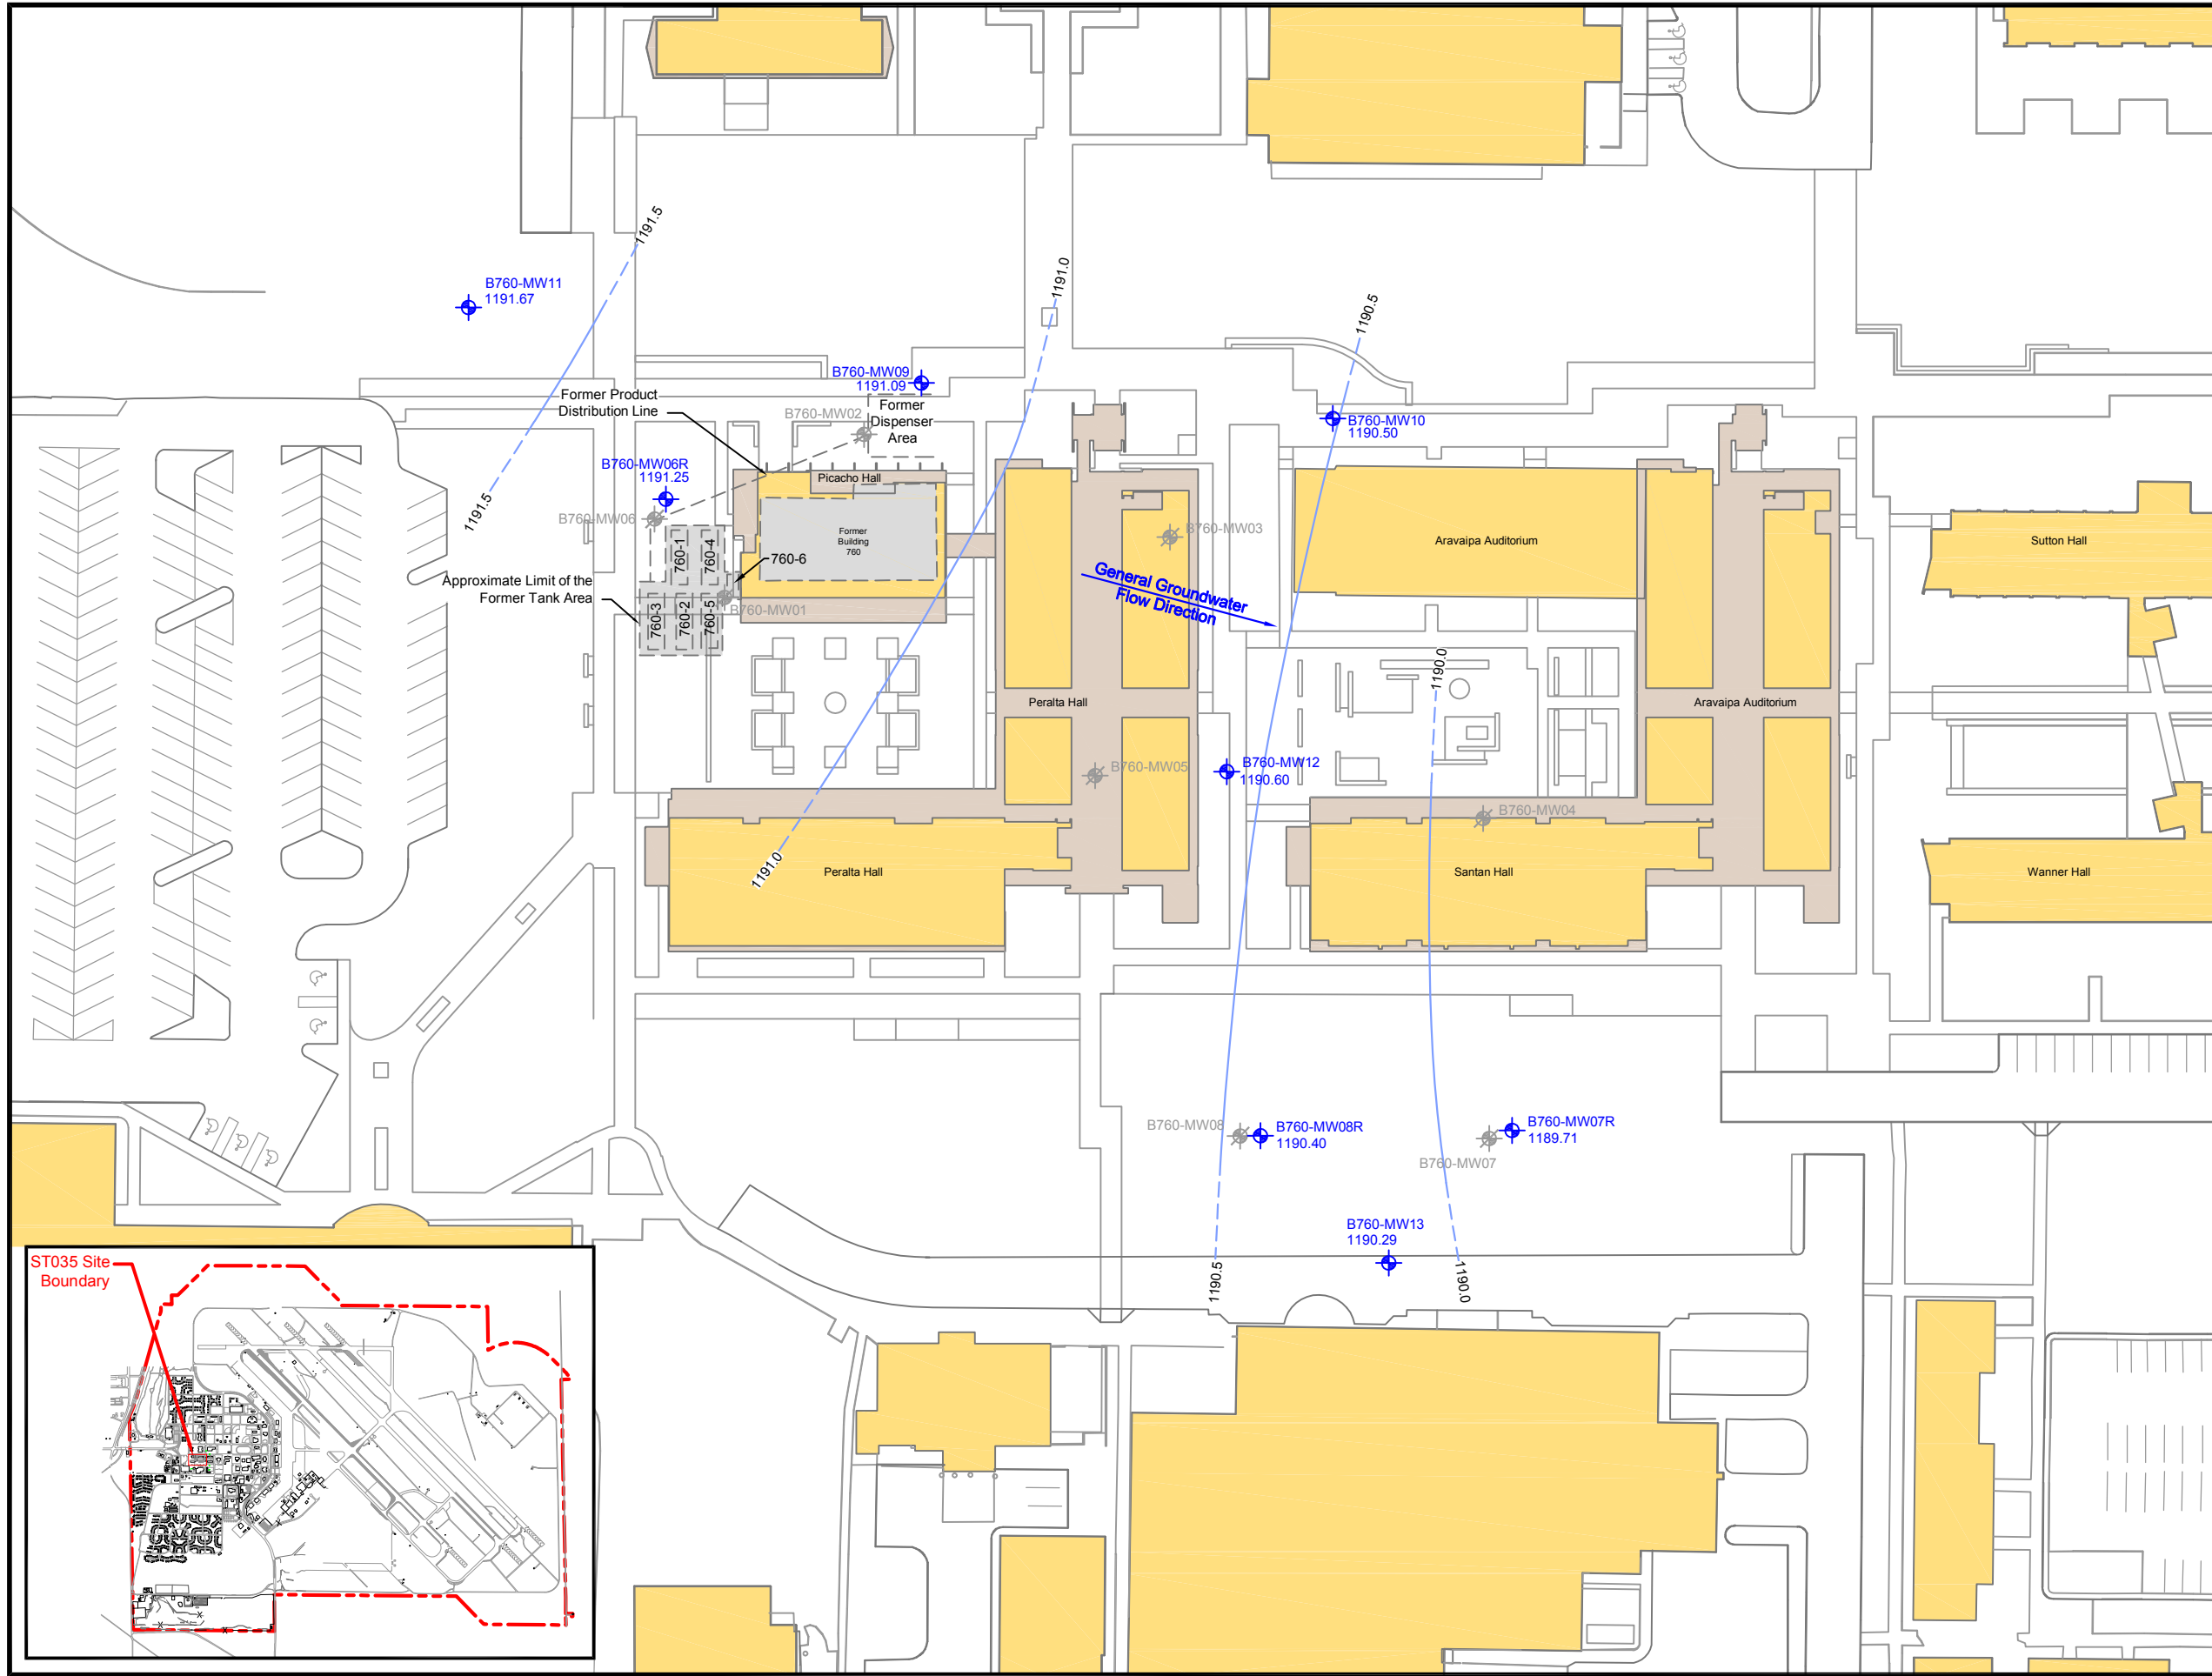 1191.5
1191.0
B760-MW11
1191.67
1190.5
B760-MW09
1191.09
Former Product
Distribution Line
B760-MW02
Former
Dispenser
Area
B760-MW10
1190.50
B760-MW06R
1191.25
Picacho Hall
1191.5
B760-MW06
Former
Building
760
B760-MW03
Aravaipa Auditorium
Sutton Hall
760-1
760-4
760-6
Approximate Limit of the
Former Tank Area
General Groundwater
Flow Direction
760-3
760-2
760-5
B760-MW01
1190.0
Peralta Hall
Aravaipa Auditorium
B760-MW05
B760-MW12
1190.60
B760-MW04
1191.0
Peralta Hall
Santan Hall
Wanner Hall
B760-MW08
B760-MW08R
1190.40
B760-MW07R
1189.71
B760-MW07
B760-MW13
1190.29
1190.5
1190.0
ST035 Site
Boundary